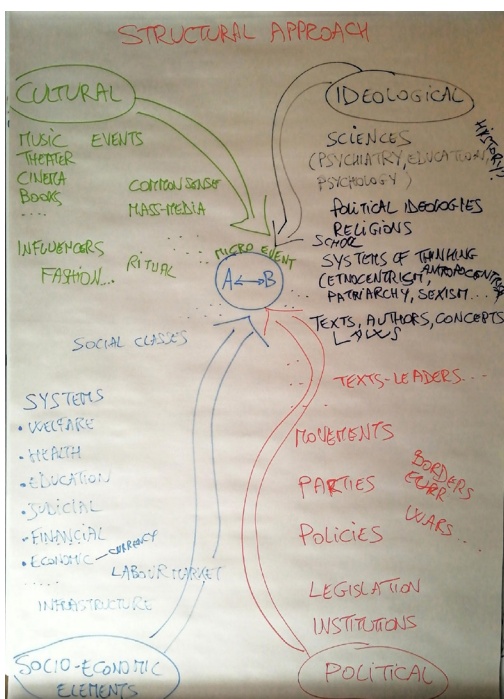 STRUCTURAL APPROACH
CULTURAL
MUSIC EVENTS
THEATER
CINEMA
BOOKS
....
COMMON SENSE
MASS-MEDIA
INFLUENCERS
FASHION...
RITUAL
IDEOLOGICAL
SCIENCES
(PSYCHIATRY, EDUCATION,
PSYCHOLOGY)
POLITICAL IDEOLOGIES
RELIGIONS
SCHOOL
SYSTEMS OF THINKING
(ETNOCENTRISM,
PATRIARCHY, SEXISM...
TEXTS, AUTHORS, CONCEPTS
LAWS
MICRO EVENT
A ↔ B
SOCIAL CLASSES
SYSTEMS
• WELFARE
• HEALTH
• EDUCATION
• JUDICIAL
• FINANCIAL
• ECONOMIC — CURRENCY
.....
LABOUR MARKET
INFRASTRUCTURE
SOCIO-ECONOMIC
ELEMENTS
TEXTS-LEADERS...
MOVEMENTS
PARTIES
BORDERS
POLICIES
WARS...
LEGISLATION
INSTITUTIONS
POLITICAL